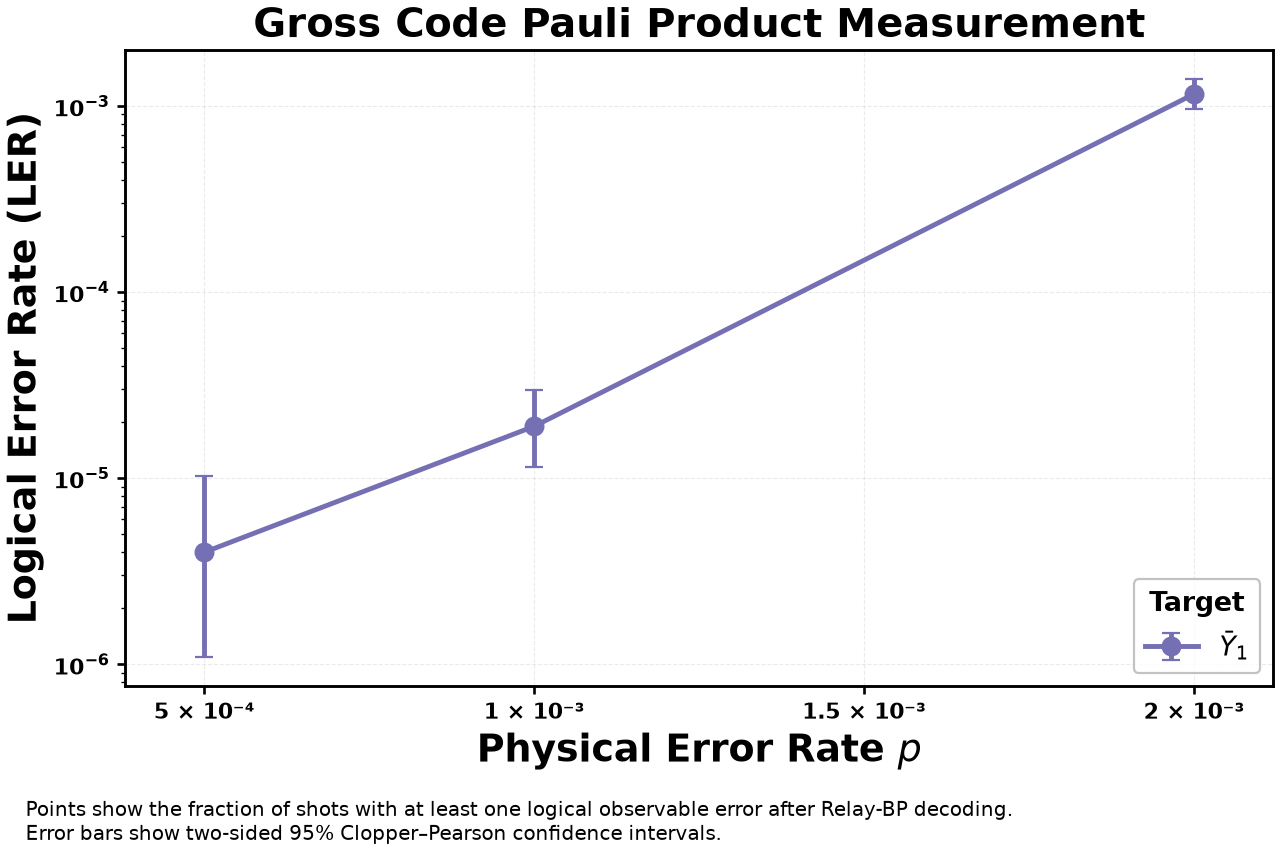 Gross Code Pauli Product Measurement
Logical Error Rate (LER)
10⁻³
10⁻⁴
10⁻⁵
10⁻⁶
Target
Ȳ₁
5 × 10⁻⁴
1 × 10⁻³
1.5 × 10⁻³
2 × 10⁻³
Physical Error Rate p
Points show the fraction of shots with at least one logical observable error after Relay-BP decoding.
Error bars show two-sided 95% Clopper–Pearson confidence intervals.